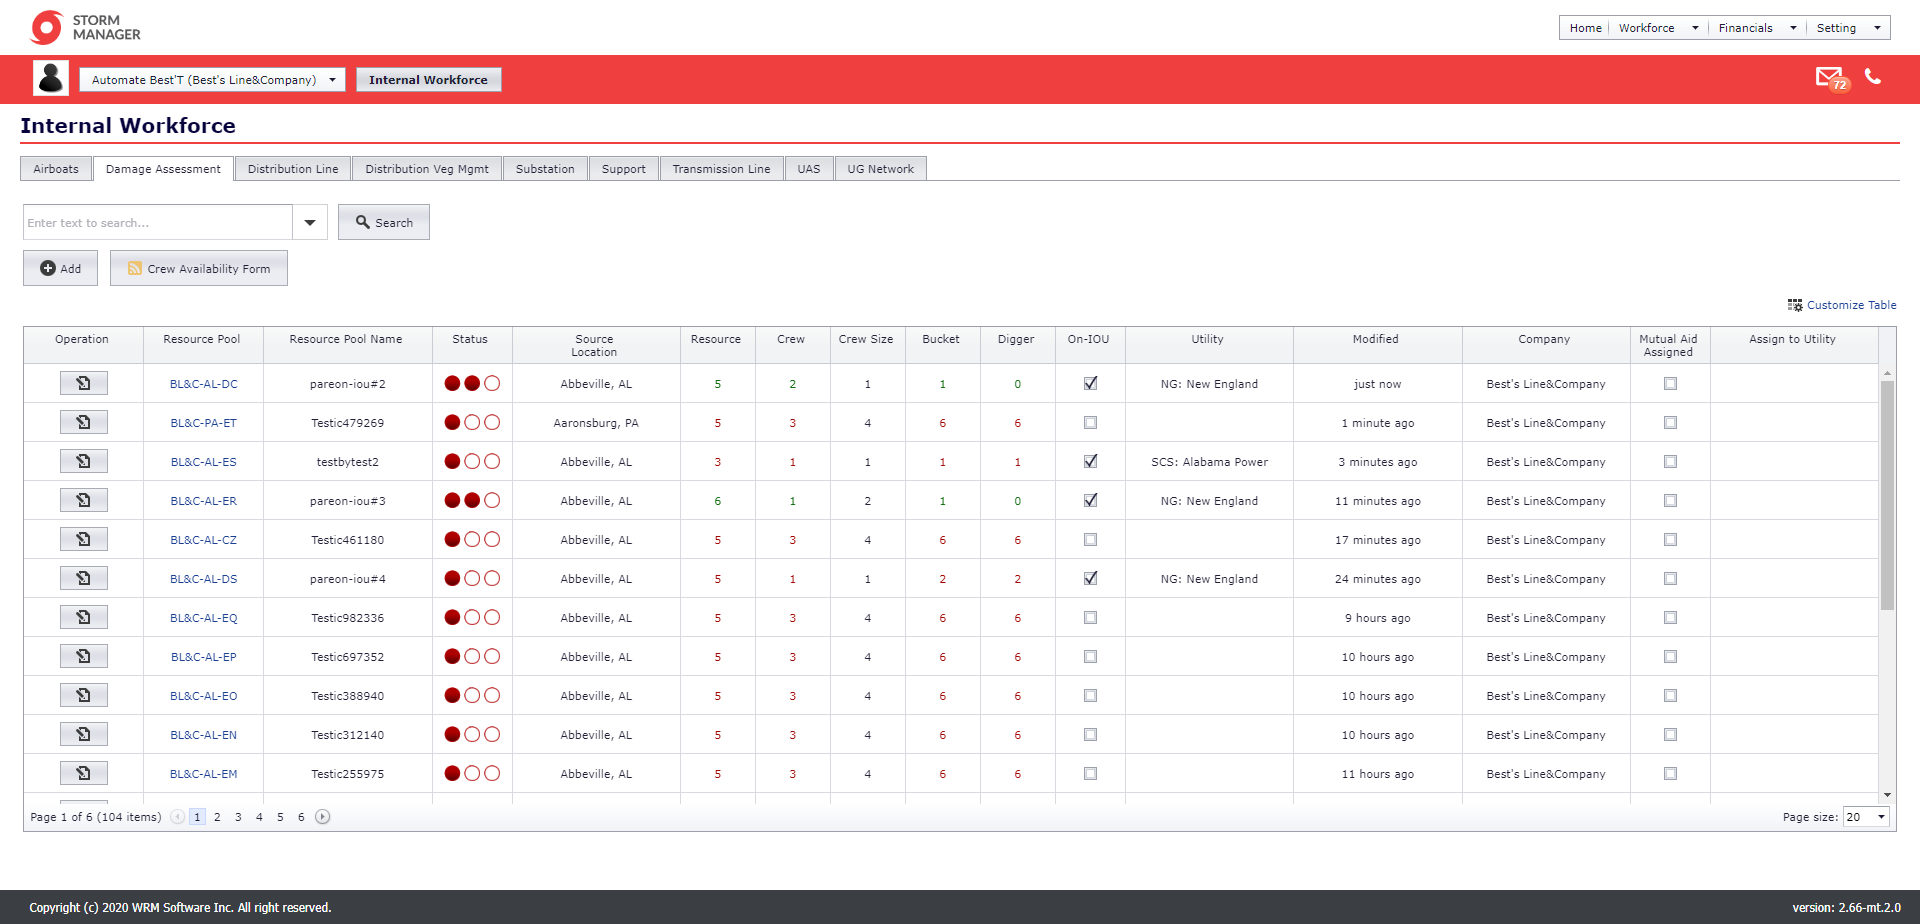 STORM
MANAGER
Home Workforce Financials Setting
Automate Best'T (Best's Line&Company) Internal Workforce 72
Internal Workforce
Airboats Damage Assessment Distribution Line Distribution Veg Mgmt Substation Support Transmission Line UAS UG Network
Enter text to search... Search
Add Crew Availability Form
Customize Table
Operation Resource Pool Resource Pool Name Status Source Location Resource Crew Crew Size Bucket Digger On-IOU Utility Modified Company Mutual Aid Assigned Assign to Utility
BL&C-AL-DC pareon-iou#2 Abbeville, AL 5 2 1 1 0 NG: New England just now Best's Line&Company
BL&C-PA-ET Testic479269 Aaronsburg, PA 5 3 4 6 6 1 minute ago Best's Line&Company
BL&C-AL-ES testbytest2 Abbeville, AL 3 1 1 1 1 SCS: Alabama Power 3 minutes ago Best's Line&Company
BL&C-AL-ER pareon-iou#3 Abbeville, AL 6 1 2 1 0 NG: New England 11 minutes ago Best's Line&Company
BL&C-AL-CZ Testic461180 Abbeville, AL 5 3 4 6 6 17 minutes ago Best's Line&Company
BL&C-AL-DS pareon-iou#4 Abbeville, AL 5 1 1 2 2 NG: New England 24 minutes ago Best's Line&Company
BL&C-AL-EQ Testic982336 Abbeville, AL 5 3 4 6 6 9 hours ago Best's Line&Company
BL&C-AL-EP Testic697352 Abbeville, AL 5 3 4 6 6 10 hours ago Best's Line&Company
BL&C-AL-EO Testic388940 Abbeville, AL 5 3 4 6 6 10 hours ago Best's Line&Company
BL&C-AL-EN Testic312140 Abbeville, AL 5 3 4 6 6 10 hours ago Best's Line&Company
BL&C-AL-EM Testic255975 Abbeville, AL 5 3 4 6 6 11 hours ago Best's Line&Company
Page 1 of 6 (104 items) 1 2 3 4 5 6 Page size: 20
Copyright (c) 2020 WRM Software Inc. All right reserved. version: 2.66-mt.2.0